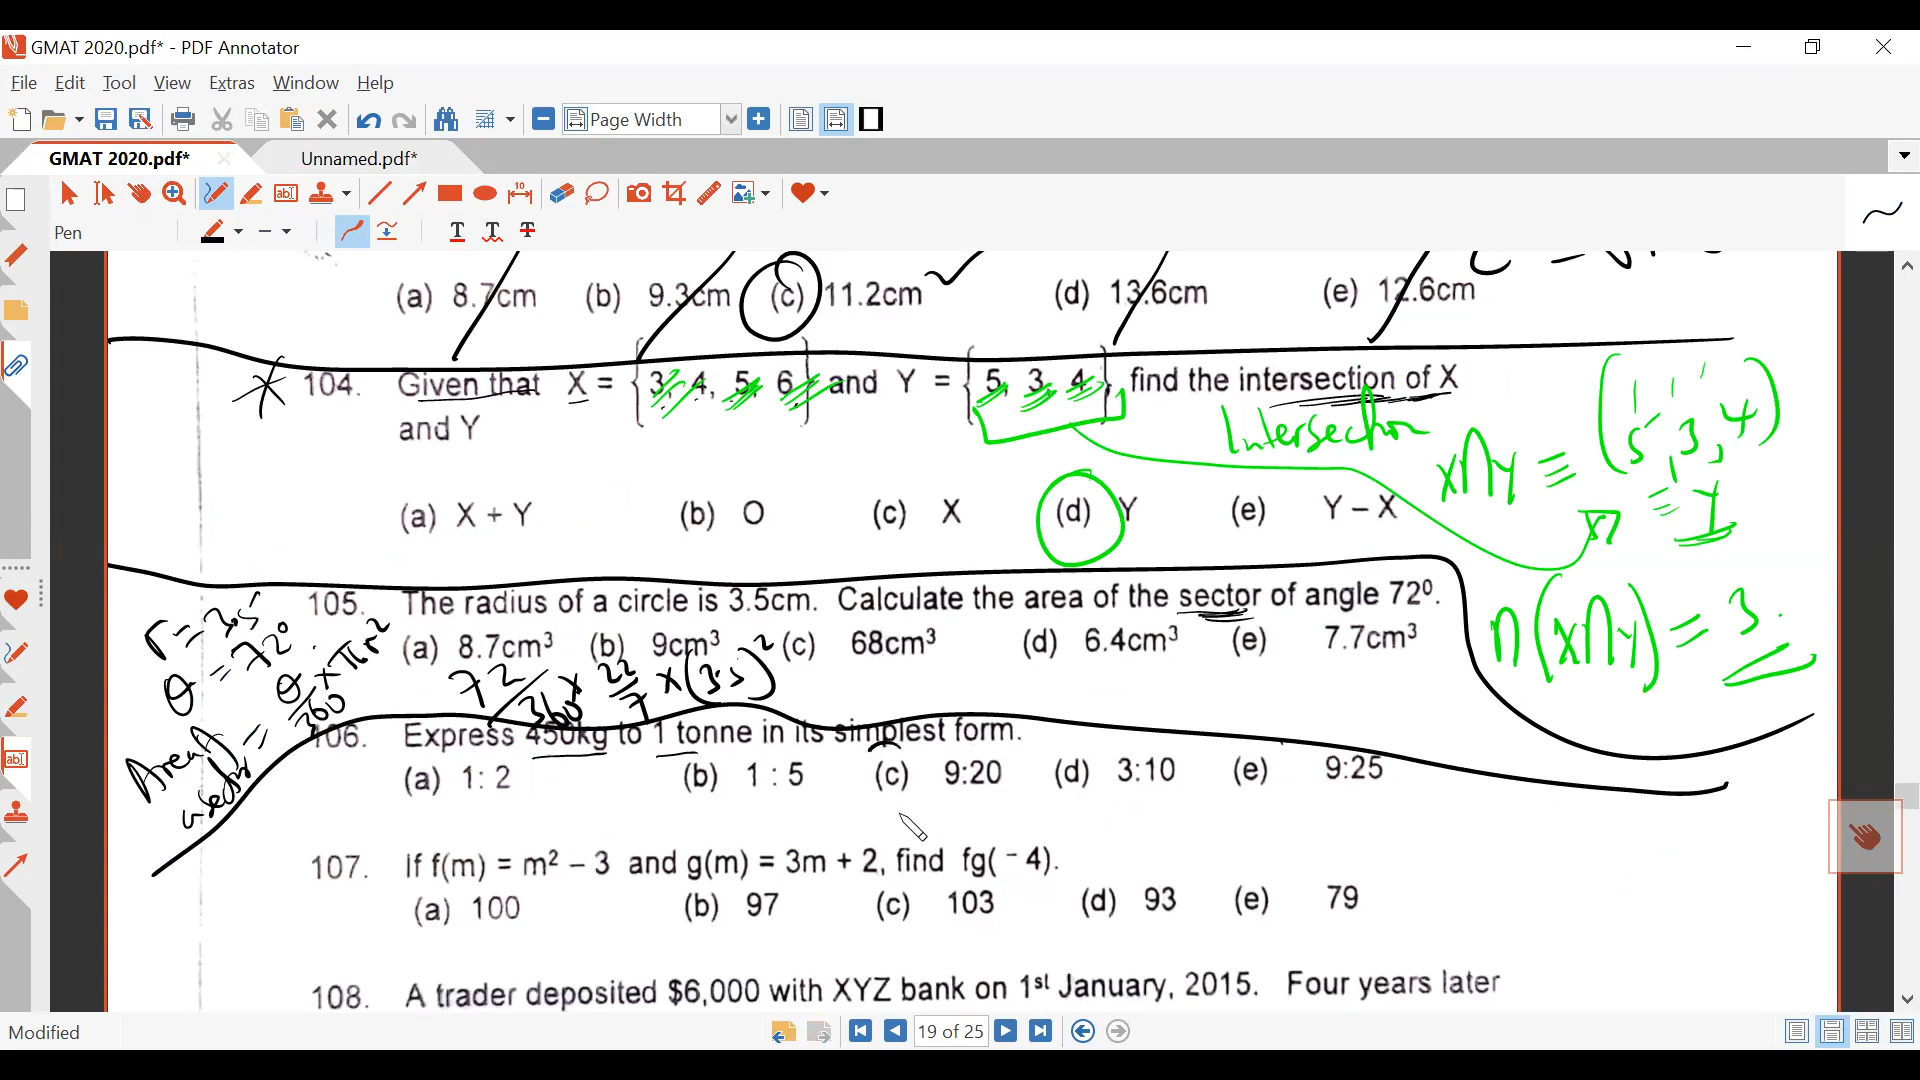 GMAT 2020.pdf* - PDF Annotator
File Edit Tool View Extras Window Help
Page Width
GMAT 2020.pdf* Unnamed.pdf*
Pen
(a) 8.7cm (b) 9.3cm (c) 11.2cm (d) 13.6cm (e) 12.6cm
104. Given that X = {3, 4, 5, 6} and Y = {5, 3, 4}, find the intersection of X
and Y
Intersection
X∩Y ≡ (5, 3, 4)
≡ Y
(a) X + Y (b) O (c) X (d) Y (e) Y – X
n(X∩Y) = 3.
105. The radius of a circle is 3.5cm. Calculate the area of the sector of angle 72⁰.
(a) 8.7cm³ (b) 9cm³ (c) 68cm³ (d) 6.4cm³ (e) 7.7cm³
r = 3.5
θ = 72°
Area = θ/360 × πr²
72/360 × 22/7 × (3.5)²
106. Express 450kg to 1 tonne in its simplest form.
(a) 1: 2 (b) 1 : 5 (c) 9:20 (d) 3:10 (e) 9:25
107. If f(m) = m² – 3 and g(m) = 3m + 2, find fg( ⁻ 4).
(a) 100 (b) 97 (c) 103 (d) 93 (e) 79
108. A trader deposited $6,000 with XYZ bank on 1ˢᵗ January, 2015. Four years later
Modified 19 of 25